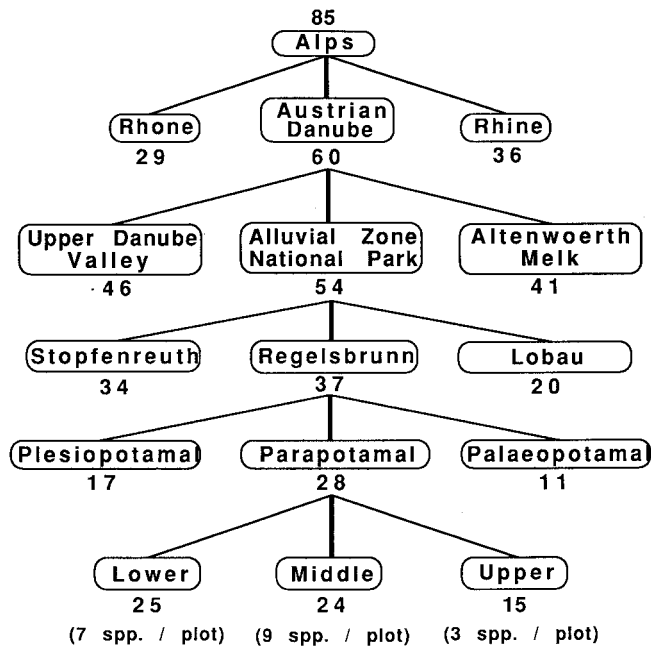 85
Alps
Rhone
Austrian
Danube
Rhine
29
60
36
Upper Danube
Valley
Alluvial Zone
National Park
Altenwoerth
Melk
46
54
41
Stopfenreuth
Regelsbrunn
Lobau
34
37
20
Plesiopotamal
Parapotamal
Palaeopotamal
17
28
11
Lower
Middle
Upper
25
24
15
(7 spp. / plot)
(9 spp. / plot)
(3 spp. / plot)